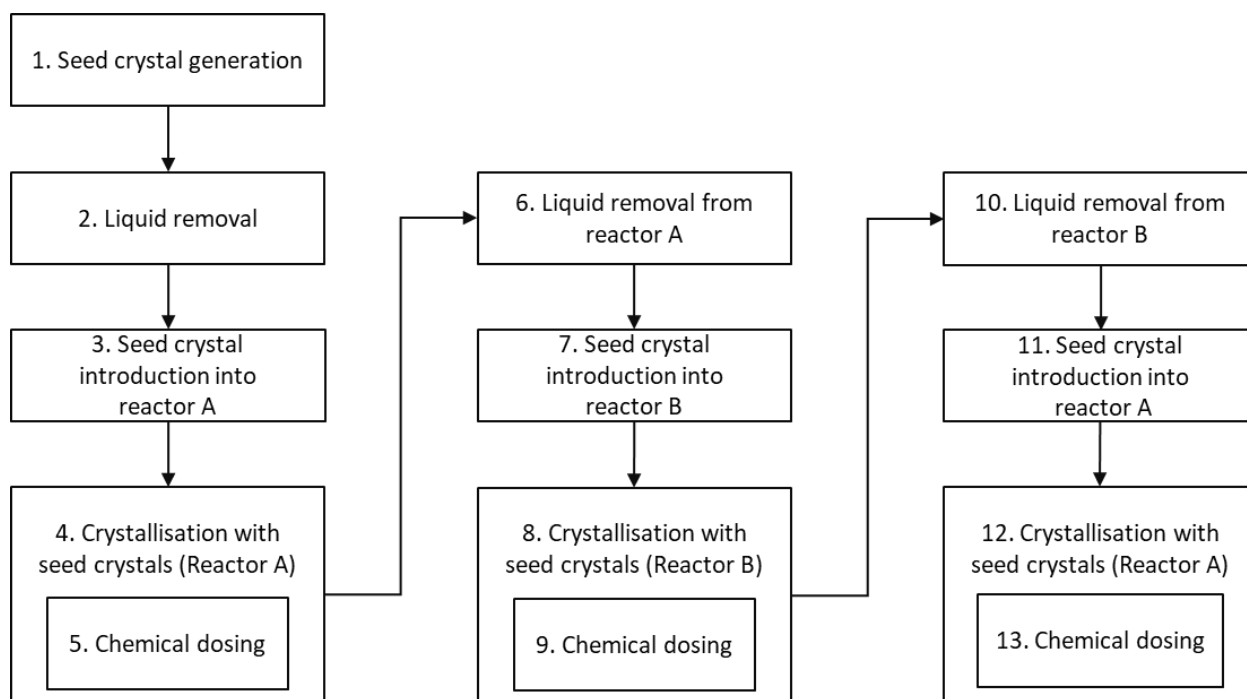 1. Seed crystal generation
2. Liquid removal
3. Seed crystal
introduction into
reactor A
4. Crystallisation with
seed crystals (Reactor A)
5. Chemical dosing
6. Liquid removal from
reactor A
7. Seed crystal
introduction into
reactor B
8. Crystallisation with
seed crystals (Reactor B)
9. Chemical dosing
10. Liquid removal from
reactor B
11. Seed crystal
introduction into
reactor A
12. Crystallisation with
seed crystals (Reactor A)
13. Chemical dosing